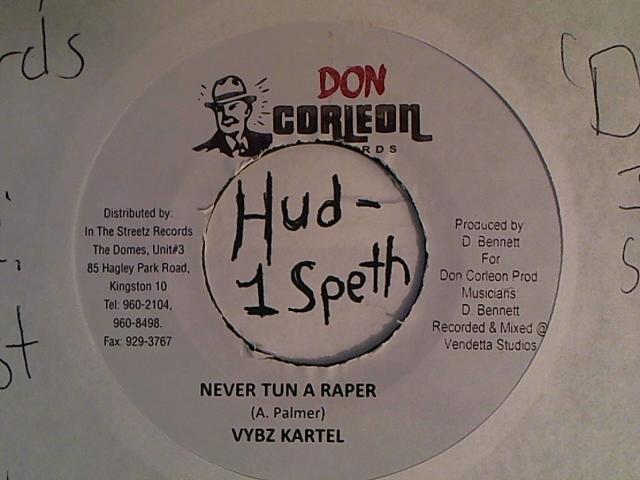 rds
DON
CORLEON
RDS
Hud-
1 Speth
Distributed by:
In The Streetz Records
The Domes, Unit#3
85 Hagley Park Road,
Kingston 10
Tel: 960-2104,
960-8498.
Fax: 929-3767
Produced by
D. Bennett
For
Don Corleon Prod.
Musicians:
D. Bennett
Recorded & Mixed @
Vendetta Studios
NEVER TUN A RAPER
(A. Palmer)
VYBZ KARTEL